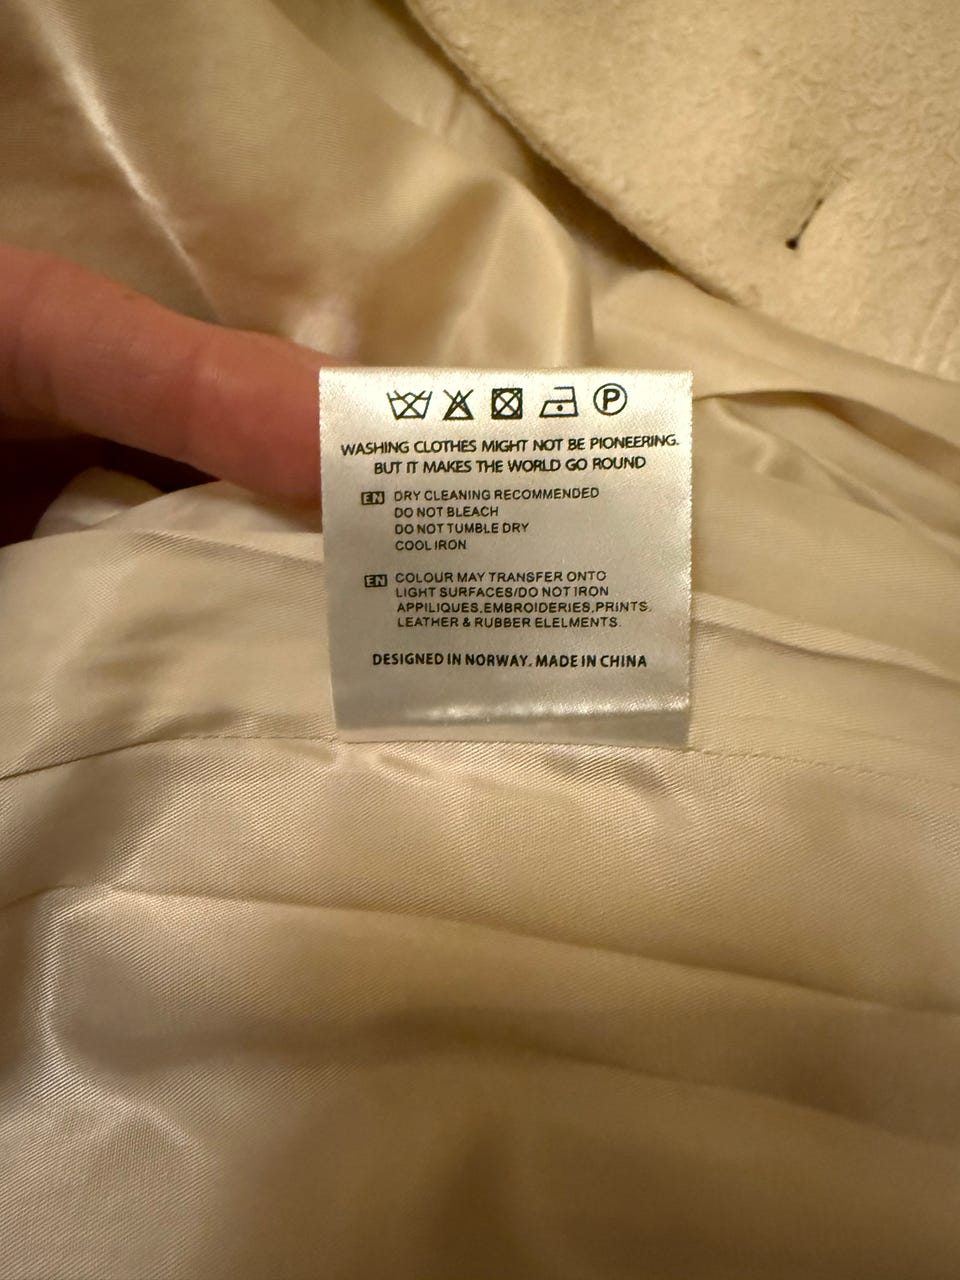 P
WASHING CLOTHES MIGHT NOT BE PIONEERING.
BUT IT MAKES THE WORLD GO ROUND
EN DRY CLEANING RECOMMENDED
DO NOT BLEACH
DO NOT TUMBLE DRY
COOL IRON
EN COLOUR MAY TRANSFER ONTO
LIGHT SURFACES/DO NOT IRON
APPILIQUES,EMBROIDERIES,PRINTS,
LEATHER & RUBBER ELELMENTS.
DESIGNED IN NORWAY. MADE IN CHINA